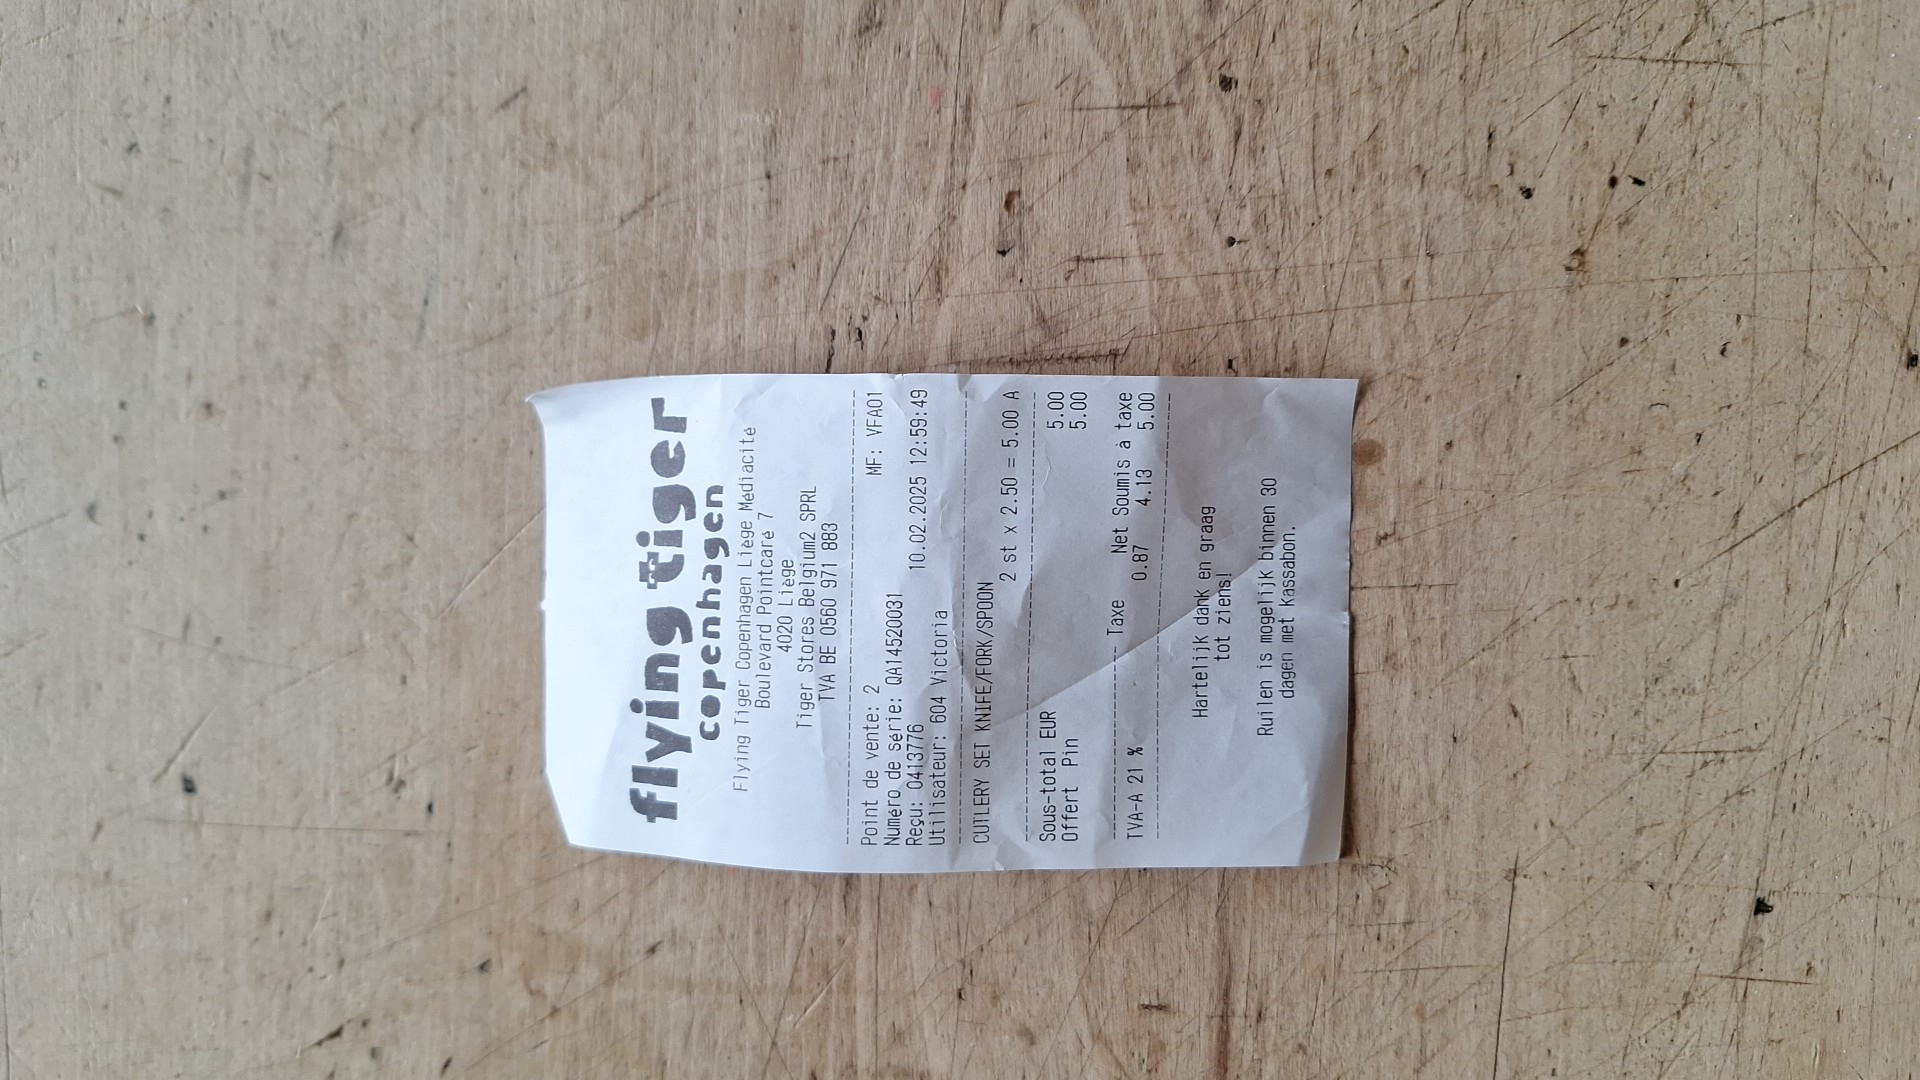 flying tiger
copenhagen
Flying Tiger Copenhagen Liège Médiacité
Boulevard Pointcaré 7
4020 Liège
Tiger Stores Belgium2 SPRL
TVA BE 0560 971 883
Point de vente: 2 MF: VFA01
Numéro de série: QA14520031
Reçu: 0413776 10.02.2025 12:59:49
Utilisateur: 604 Victoria
CUTLERY SET KNIFE/FORK/SPOON
2 st x 2.50 = 5.00 A
Sous-total EUR 5.00
Offert Pin 5.00
Taxe Net Soumis à taxe
TVA-A 21 % 0.87 4.13 5.00
Hartelijk dank en graag
tot ziens!
Ruilen is mogelijk binnen 30
dagen met kassabon.